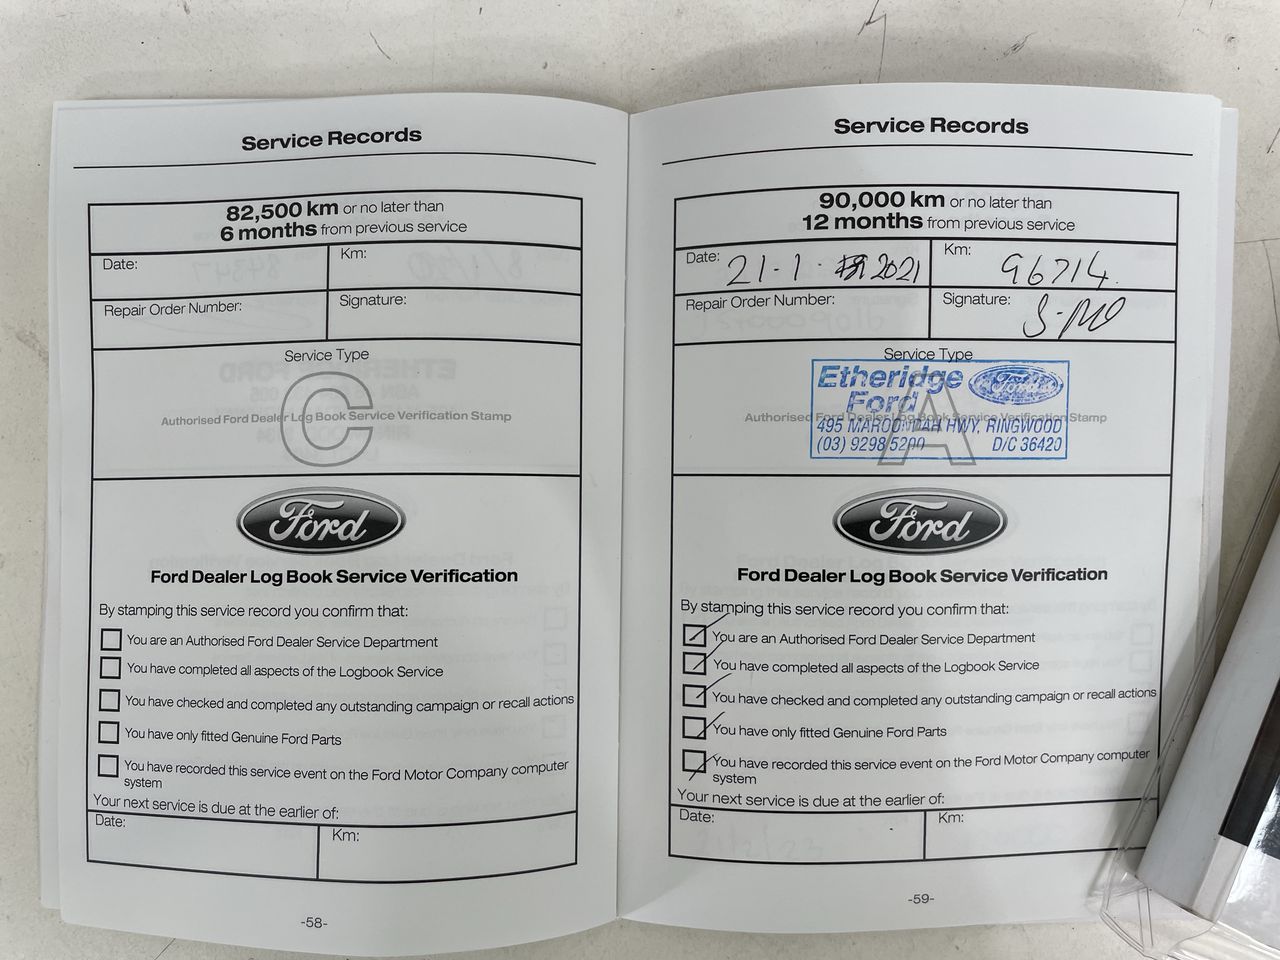 Service Records
82,500 km or no later than
6 months from previous service
Date:
Km:
Repair Order Number:
Signature:
Service Type
C
Authorised Ford Dealer Log Book Service Verification Stamp
Ford
Ford Dealer Log Book Service Verification
By stamping this service record you confirm that:
You are an Authorised Ford Dealer Service Department
You have completed all aspects of the Logbook Service
You have checked and completed any outstanding campaign or recall actions
You have only fitted Genuine Ford Parts
You have recorded this service event on the Ford Motor Company computer
system
Your next service is due at the earlier of:
Date:
Km:
-58-
Service Records
90,000 km or no later than
12 months from previous service
Date: 21-1-2021
Km: 96714
Repair Order Number:
Signature:
Service Type
Etheridge Ford
Ford
Authorised Ford Dealer Log Book Service Verification Stamp
A
495 MAROONDAH HWY, RINGWOOD
(03) 9298 5200 D/C 36420
Ford
Ford Dealer Log Book Service Verification
By stamping this service record you confirm that:
You are an Authorised Ford Dealer Service Department
You have completed all aspects of the Logbook Service
You have checked and completed any outstanding campaign or recall actions
You have only fitted Genuine Ford Parts
You have recorded this service event on the Ford Motor Company computer
system
Your next service is due at the earlier of:
Date:
Km:
-59-